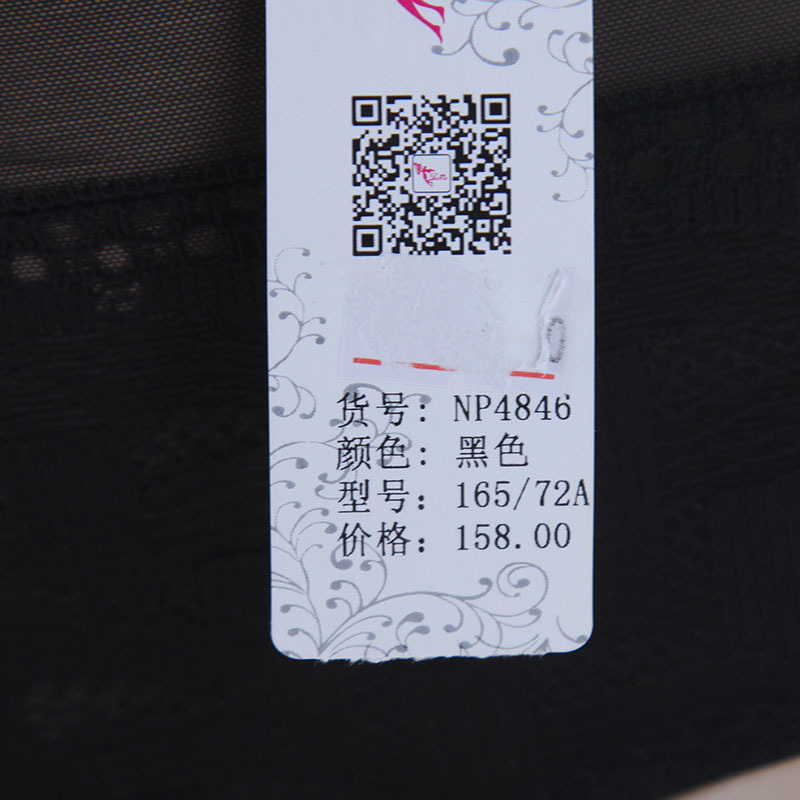 货号: NP4846
颜色: 黑色
型号: 165/72A
价格: 158.00